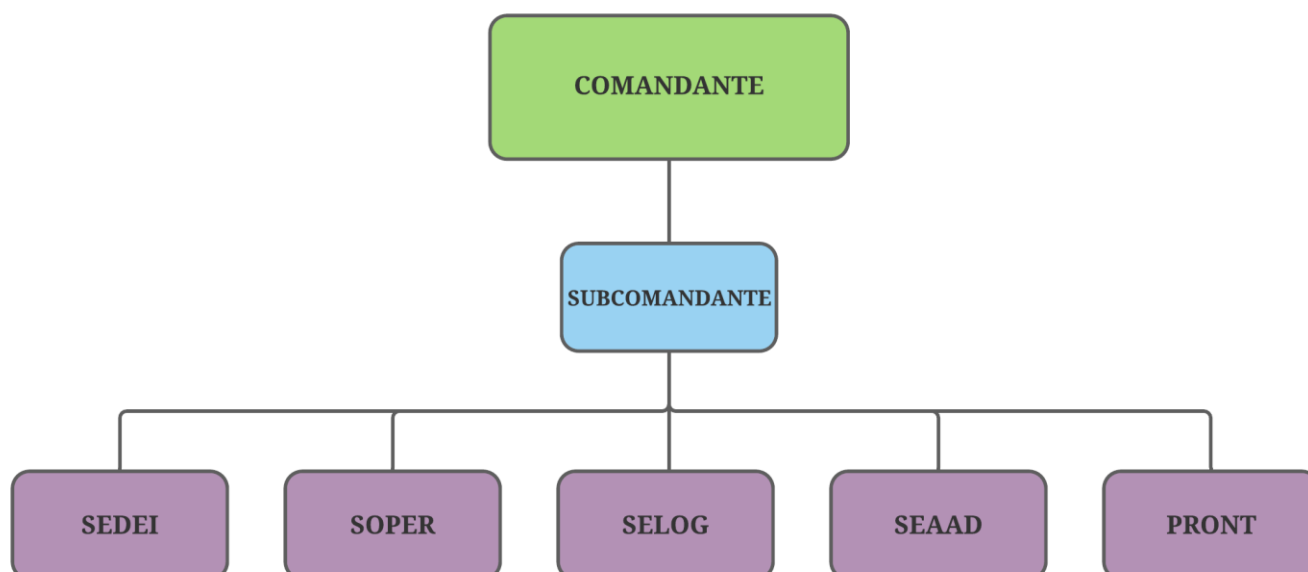 COMANDANTE
SUBCOMANDANTE
SEDEI
SOPER
SELOG
SEAAD
PRONT